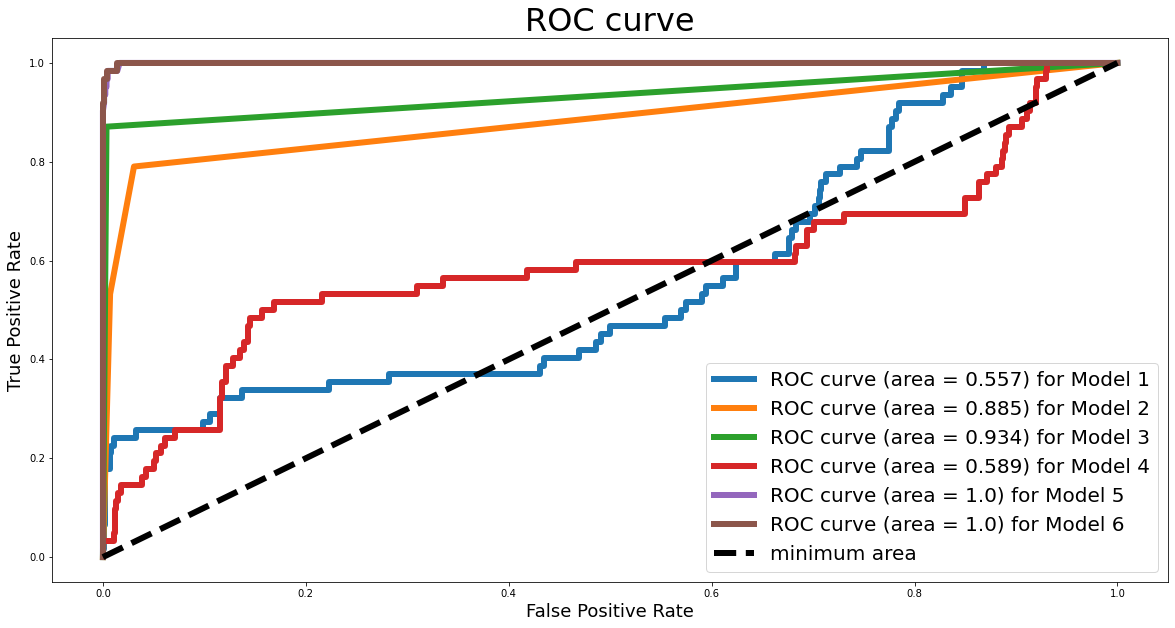 ROC curve
True Positive Rate
1.0
0.8
0.6
0.4
0.2
0.0
ROC curve (area = 0.557) for Model 1
ROC curve (area = 0.885) for Model 2
ROC curve (area = 0.934) for Model 3
ROC curve (area = 0.589) for Model 4
ROC curve (area = 1.0) for Model 5
ROC curve (area = 1.0) for Model 6
minimum area
0.0 0.2 0.4 0.6 0.8 1.0
False Positive Rate